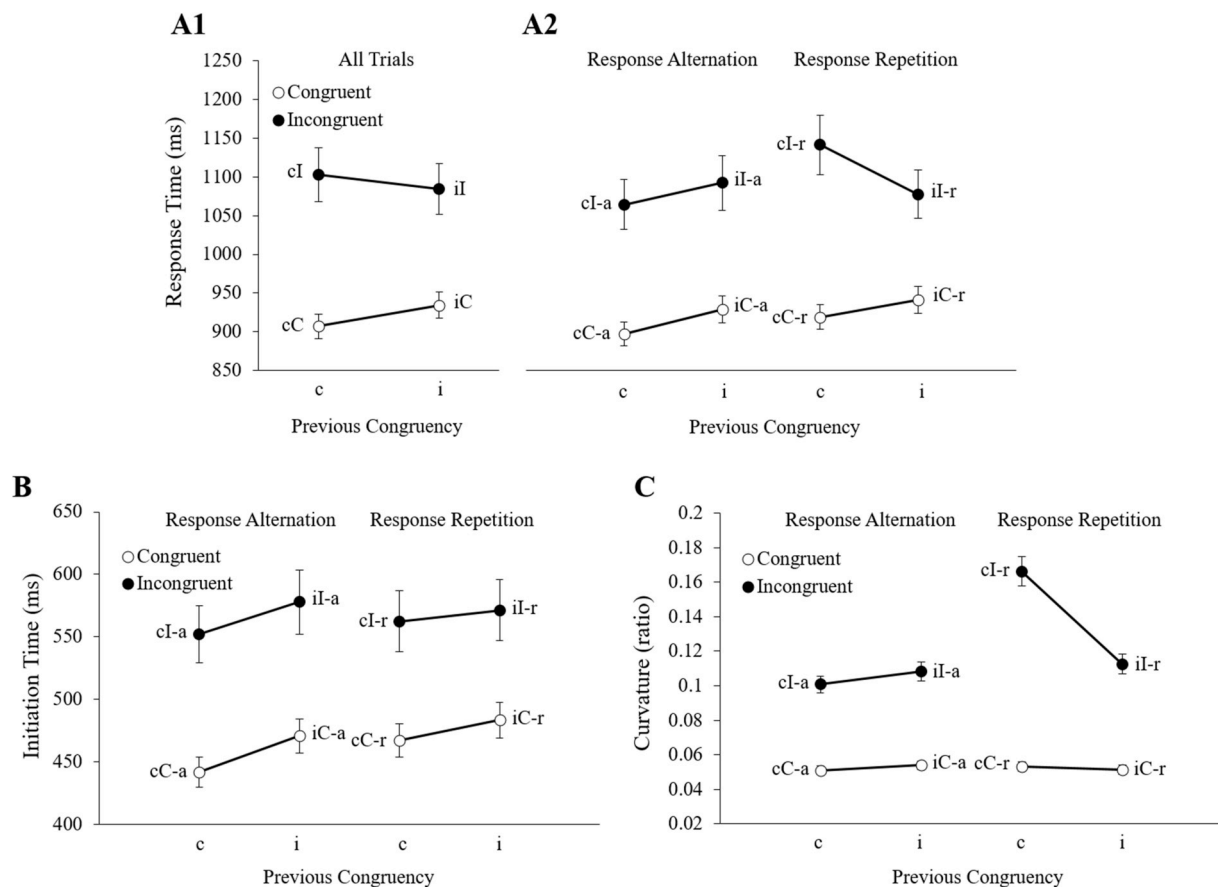 A1
A2
1250
1200
1150
1100
1050
1000
950
900
850
Response Time (ms)
All Trials
Congruent
Incongruent
cI
iI
cC
iC
c
i
Previous Congruency
Response Alternation
Response Repetition
cI-a
iI-a
cC-a
iC-a
cI-r
iI-r
cC-r
iC-r
c
i
c
i
Previous Congruency
B
650
600
550
500
450
400
Initiation Time (ms)
Response Alternation
Response Repetition
Congruent
Incongruent
cI-a
iI-a
cI-r
iI-r
cC-a
iC-a
cC-r
iC-r
c
i
c
i
Previous Congruency
C
0.2
0.18
0.16
0.14
0.12
0.1
0.08
0.06
0.04
0.02
Curvature (ratio)
Response Alternation
Response Repetition
Congruent
Incongruent
cI-r
cI-a
iI-a
iI-r
cC-a
iC-a
cC-r
iC-r
c
i
c
i
Previous Congruency